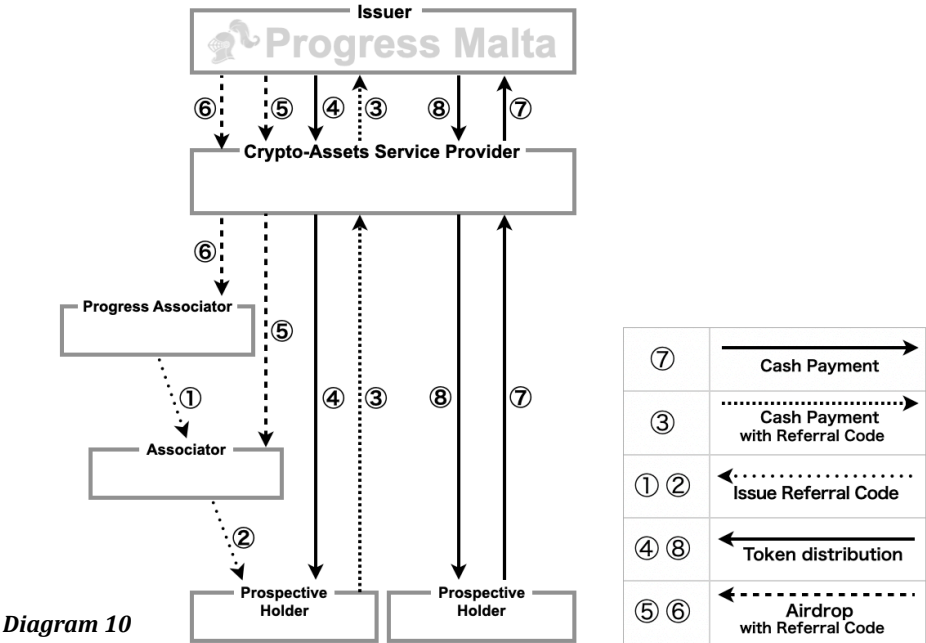 Issuer
Progress Malta
⑥ ⑤ ④ ③ ⑧ ⑦
Crypto-Assets Service Provider
⑥
Progress Associator
⑤
① ④ ③ ⑧ ⑦
Associator
②
Prospective
Holder
Prospective
Holder
Diagram 10
⑦ Cash Payment
③ Cash Payment
with Referral Code
① ② Issue Referral Code
④ ⑧ Token distribution
⑤ ⑥ Airdrop
with Referral Code